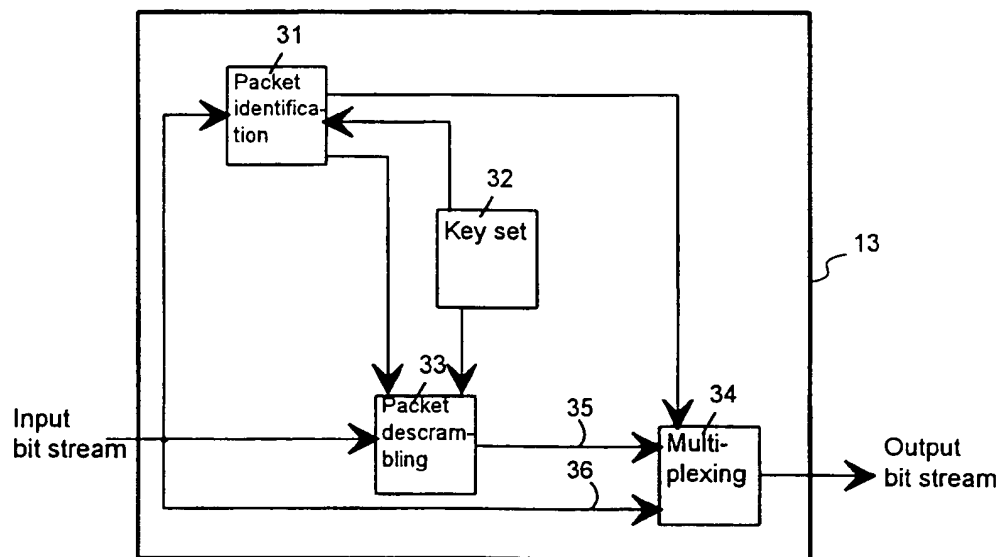 31
Packet
identifica-
tion
32
Key set
13
33
Packet
descram-
bling
Input
bit stream
35
36
34
Multi-
plexing
Output
bit stream